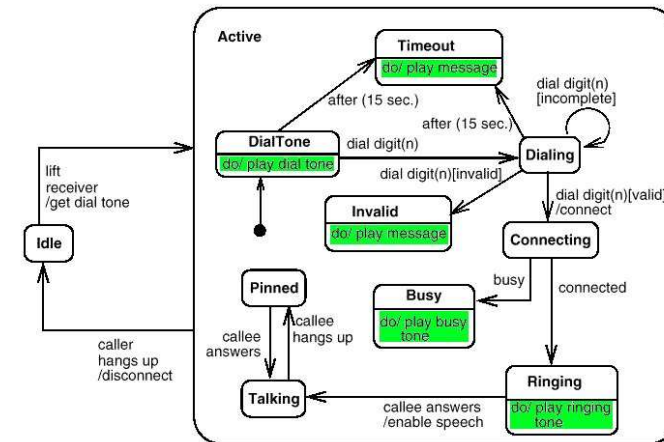 Active
Timeout
do/ play message
dial digit(n)
[incomplete]
after (15 sec.)
after (15 sec.)
DialTone
do/ play dial tone
dial digit(n)
Dialing
lift
receiver
/get dial tone
dial digit(n)[invalid]
dial digit(n)[valid]
/connect
Invalid
do/ play message
Idle
Connecting
Pinned
busy
connected
Busy
do/ play busy
tone
callee
answers
callee
hangs up
caller
hangs up
/disconnect
Talking
Ringing
do/ play ringing
tone
callee answers
/enable speech